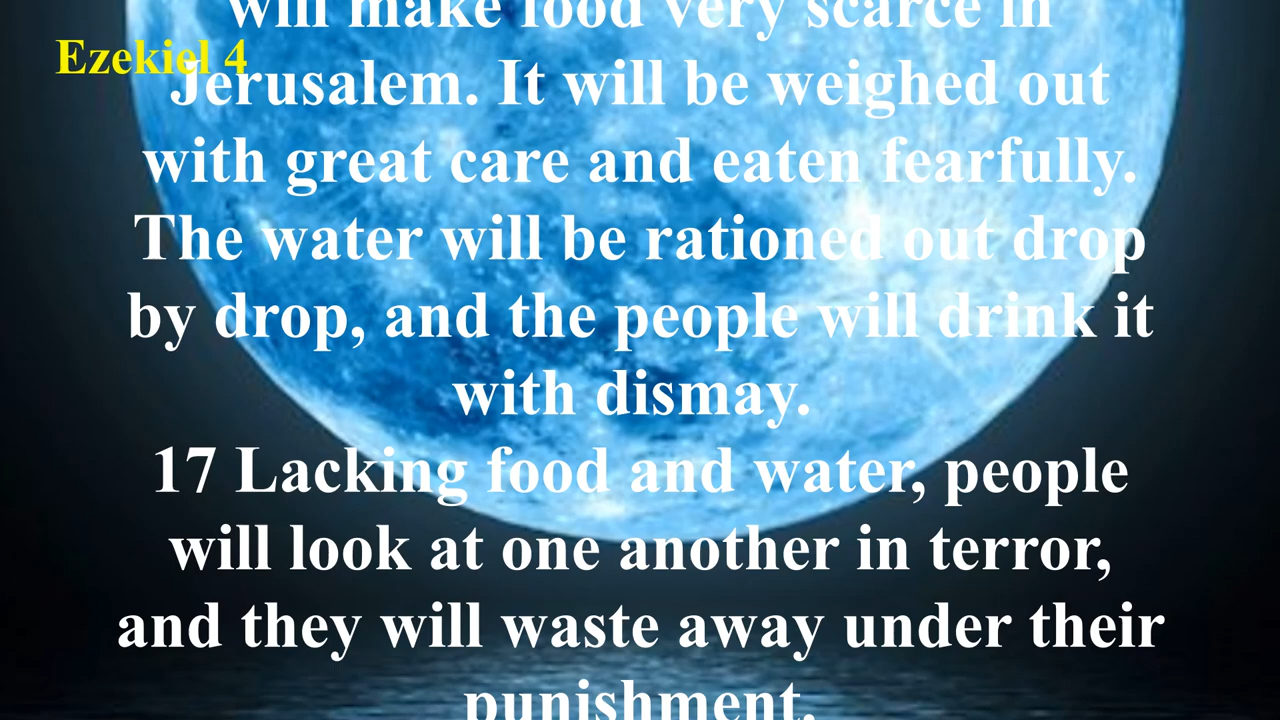 will make food very scarce in
Ezekiel 4
Jerusalem. It will be weighed out
with great care and eaten fearfully.
The water will be rationed out drop
by drop, and the people will drink it
with dismay.
17 Lacking food and water, people
will look at one another in terror,
and they will waste away under their
punishment.